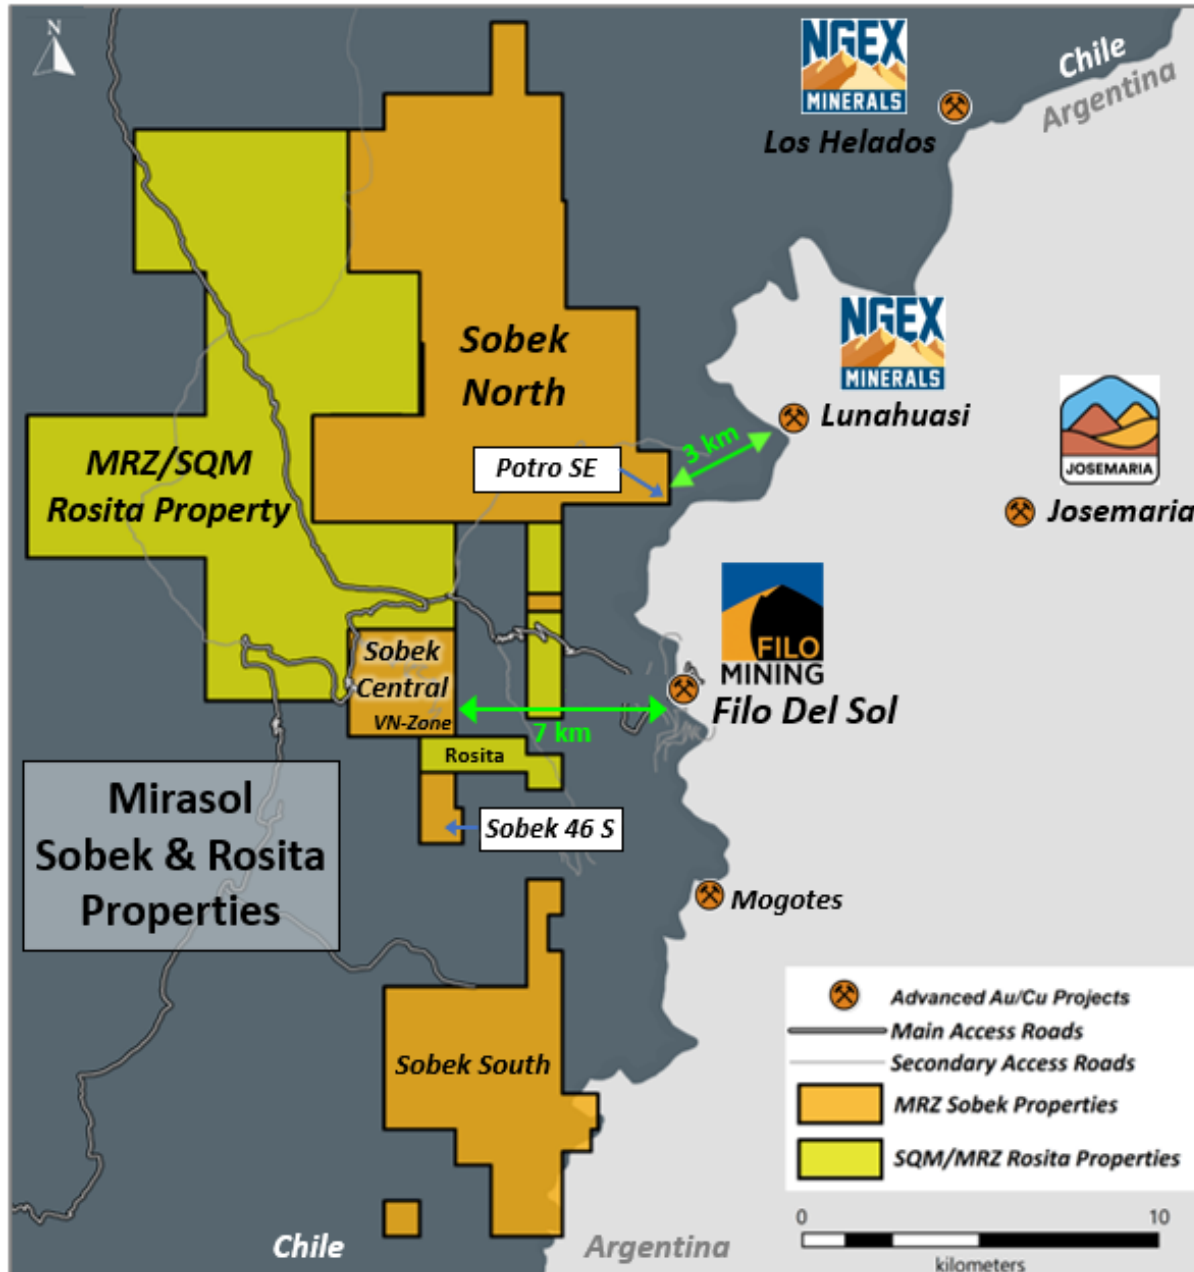 N
NGEX
MINERALS
Los Helados
Chile
Argentina
Sobek
North
NGEX
MINERALS
Lunahuasi
JOSEMARIA
Josemaria
MRZ/SQM
Rosita Property
Potro SE
3 km
FILO
MINING
Filo Del Sol
Sobek
Central
VN-Zone
7 km
Rosita
Mirasol
Sobek & Rosita
Properties
Sobek 46 S
Mogotes
Sobek South
Advanced Au/Cu Projects
Main Access Roads
Secondary Access Roads
MRZ Sobek Properties
SQM/MRZ Rosita Properties
0 10
kilometers
Chile
Argentina